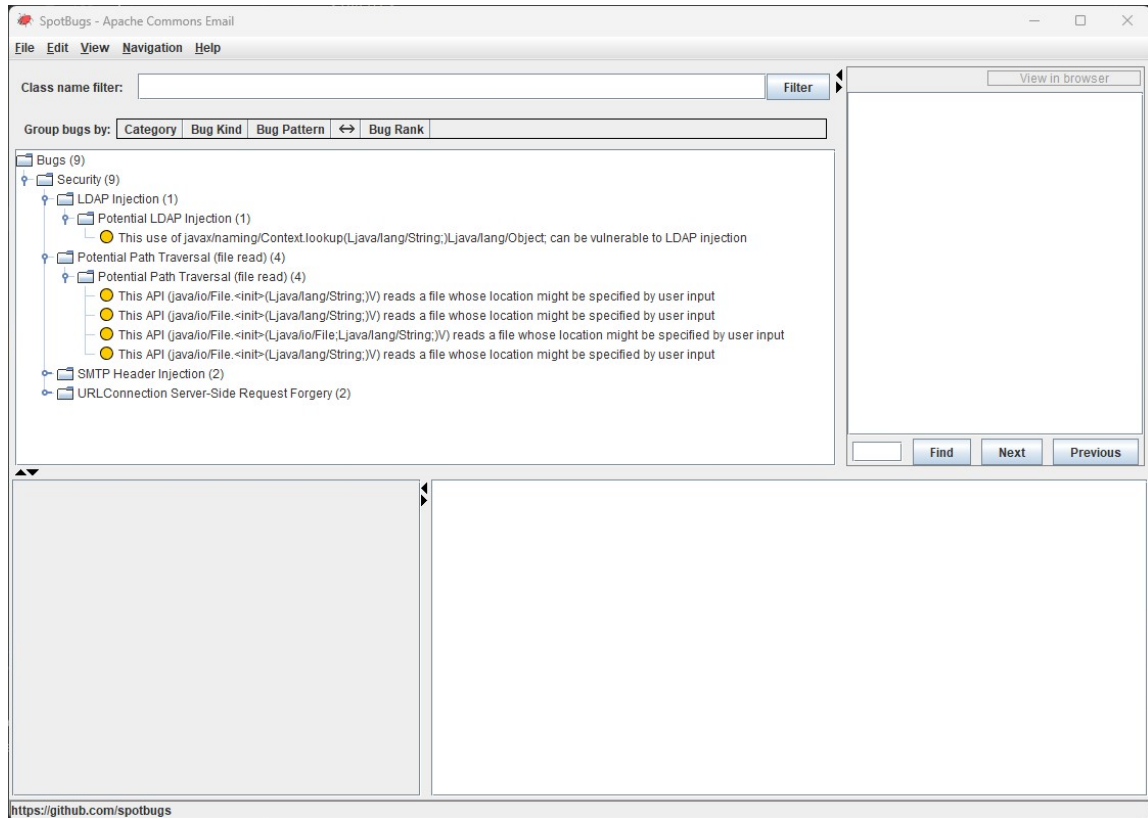 SpotBugs - Apache Commons Email
File Edit View Navigation Help
Class name filter: Filter
View in browser
Group bugs by: Category Bug Kind Bug Pattern ↔ Bug Rank
Bugs (9)
Security (9)
LDAP Injection (1)
Potential LDAP Injection (1)
This use of javax/naming/Context.lookup(Ljava/lang/String;)Ljava/lang/Object; can be vulnerable to LDAP injection
Potential Path Traversal (file read) (4)
Potential Path Traversal (file read) (4)
This API (java/io/File.<init>(Ljava/lang/String;)V) reads a file whose location might be specified by user input
This API (java/io/File.<init>(Ljava/lang/String;)V) reads a file whose location might be specified by user input
This API (java/io/File.<init>(Ljava/io/File;Ljava/lang/String;)V) reads a file whose location might be specified by user input
This API (java/io/File.<init>(Ljava/lang/String;)V) reads a file whose location might be specified by user input
SMTP Header Injection (2)
URLConnection Server-Side Request Forgery (2)
Find Next Previous
https://github.com/spotbugs